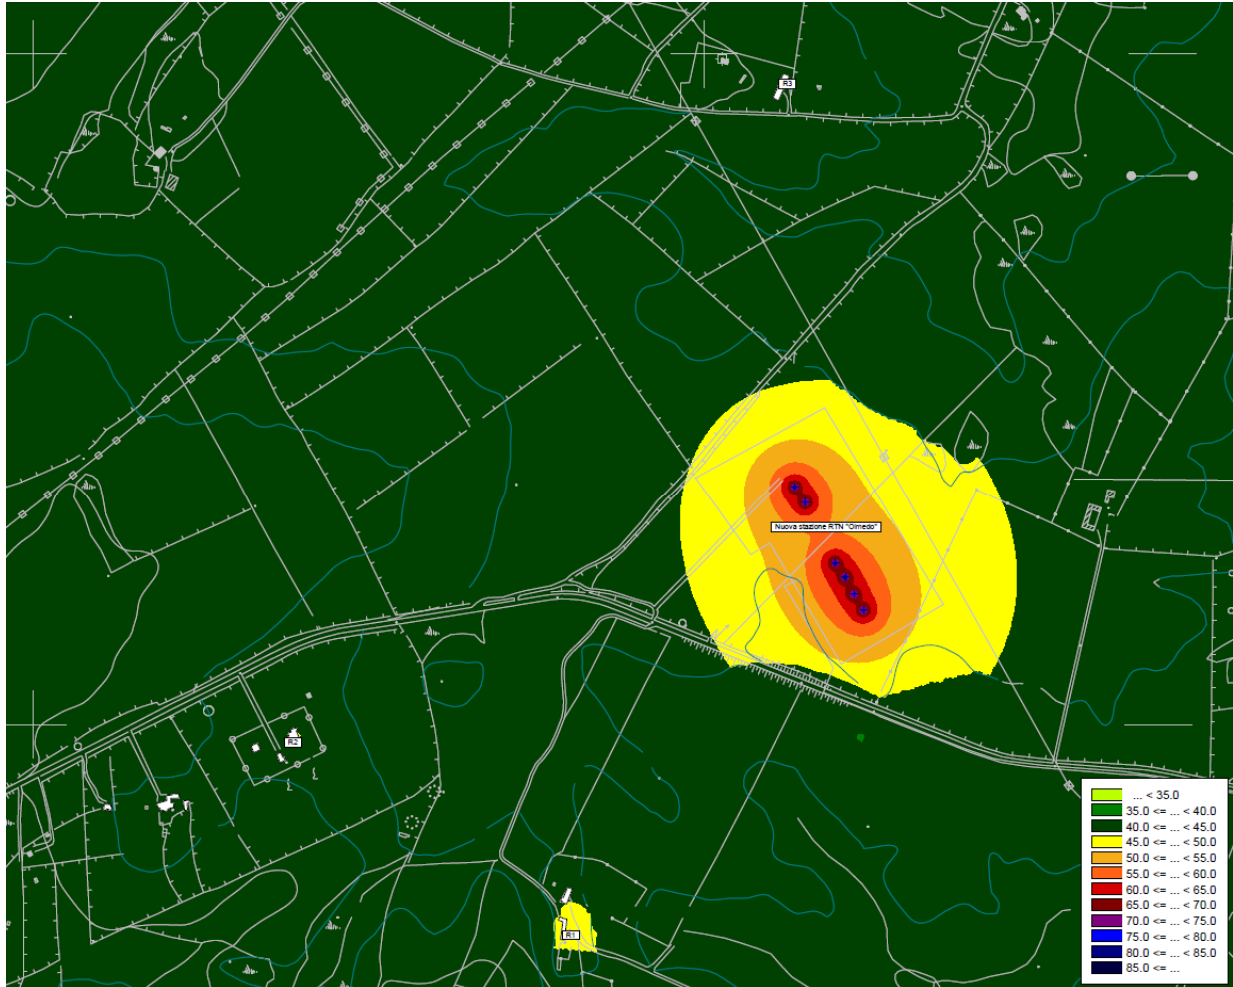 R3
Nuova stazione RTN "Olmedo"
R2
R1
... < 35.0
35.0 <= ... < 40.0
40.0 <= ... < 45.0
45.0 <= ... < 50.0
50.0 <= ... < 55.0
55.0 <= ... < 60.0
60.0 <= ... < 65.0
65.0 <= ... < 70.0
70.0 <= ... < 75.0
75.0 <= ... < 80.0
80.0 <= ... < 85.0
85.0 <= ...